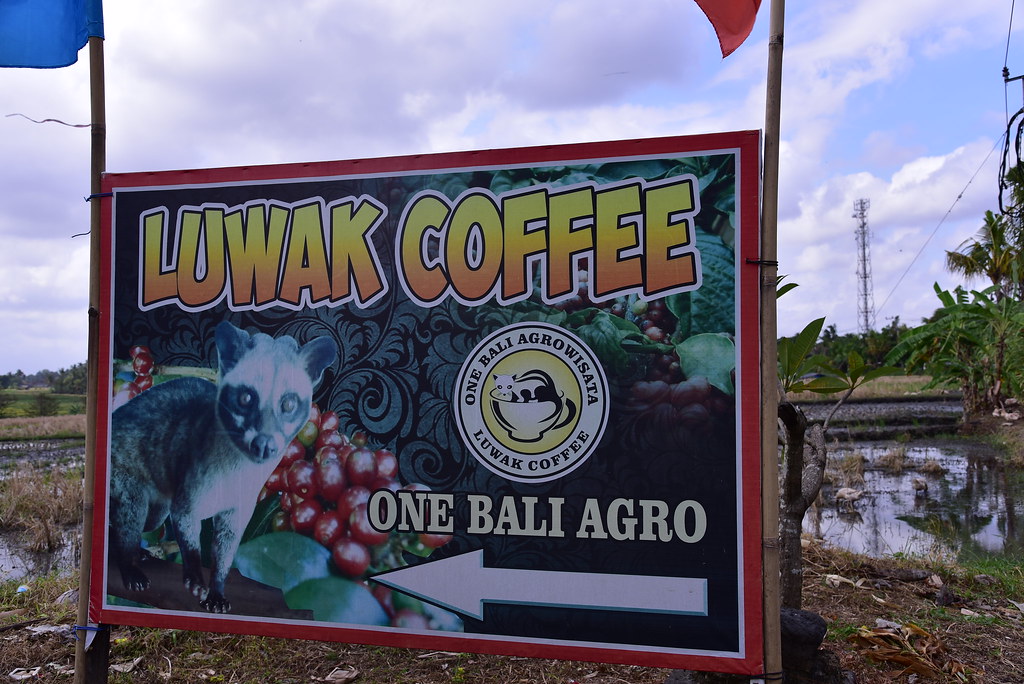 LUWAK COFFEE
ONE BALI AGROWISATA
LUWAK COFFEE
ONE BALI AGRO